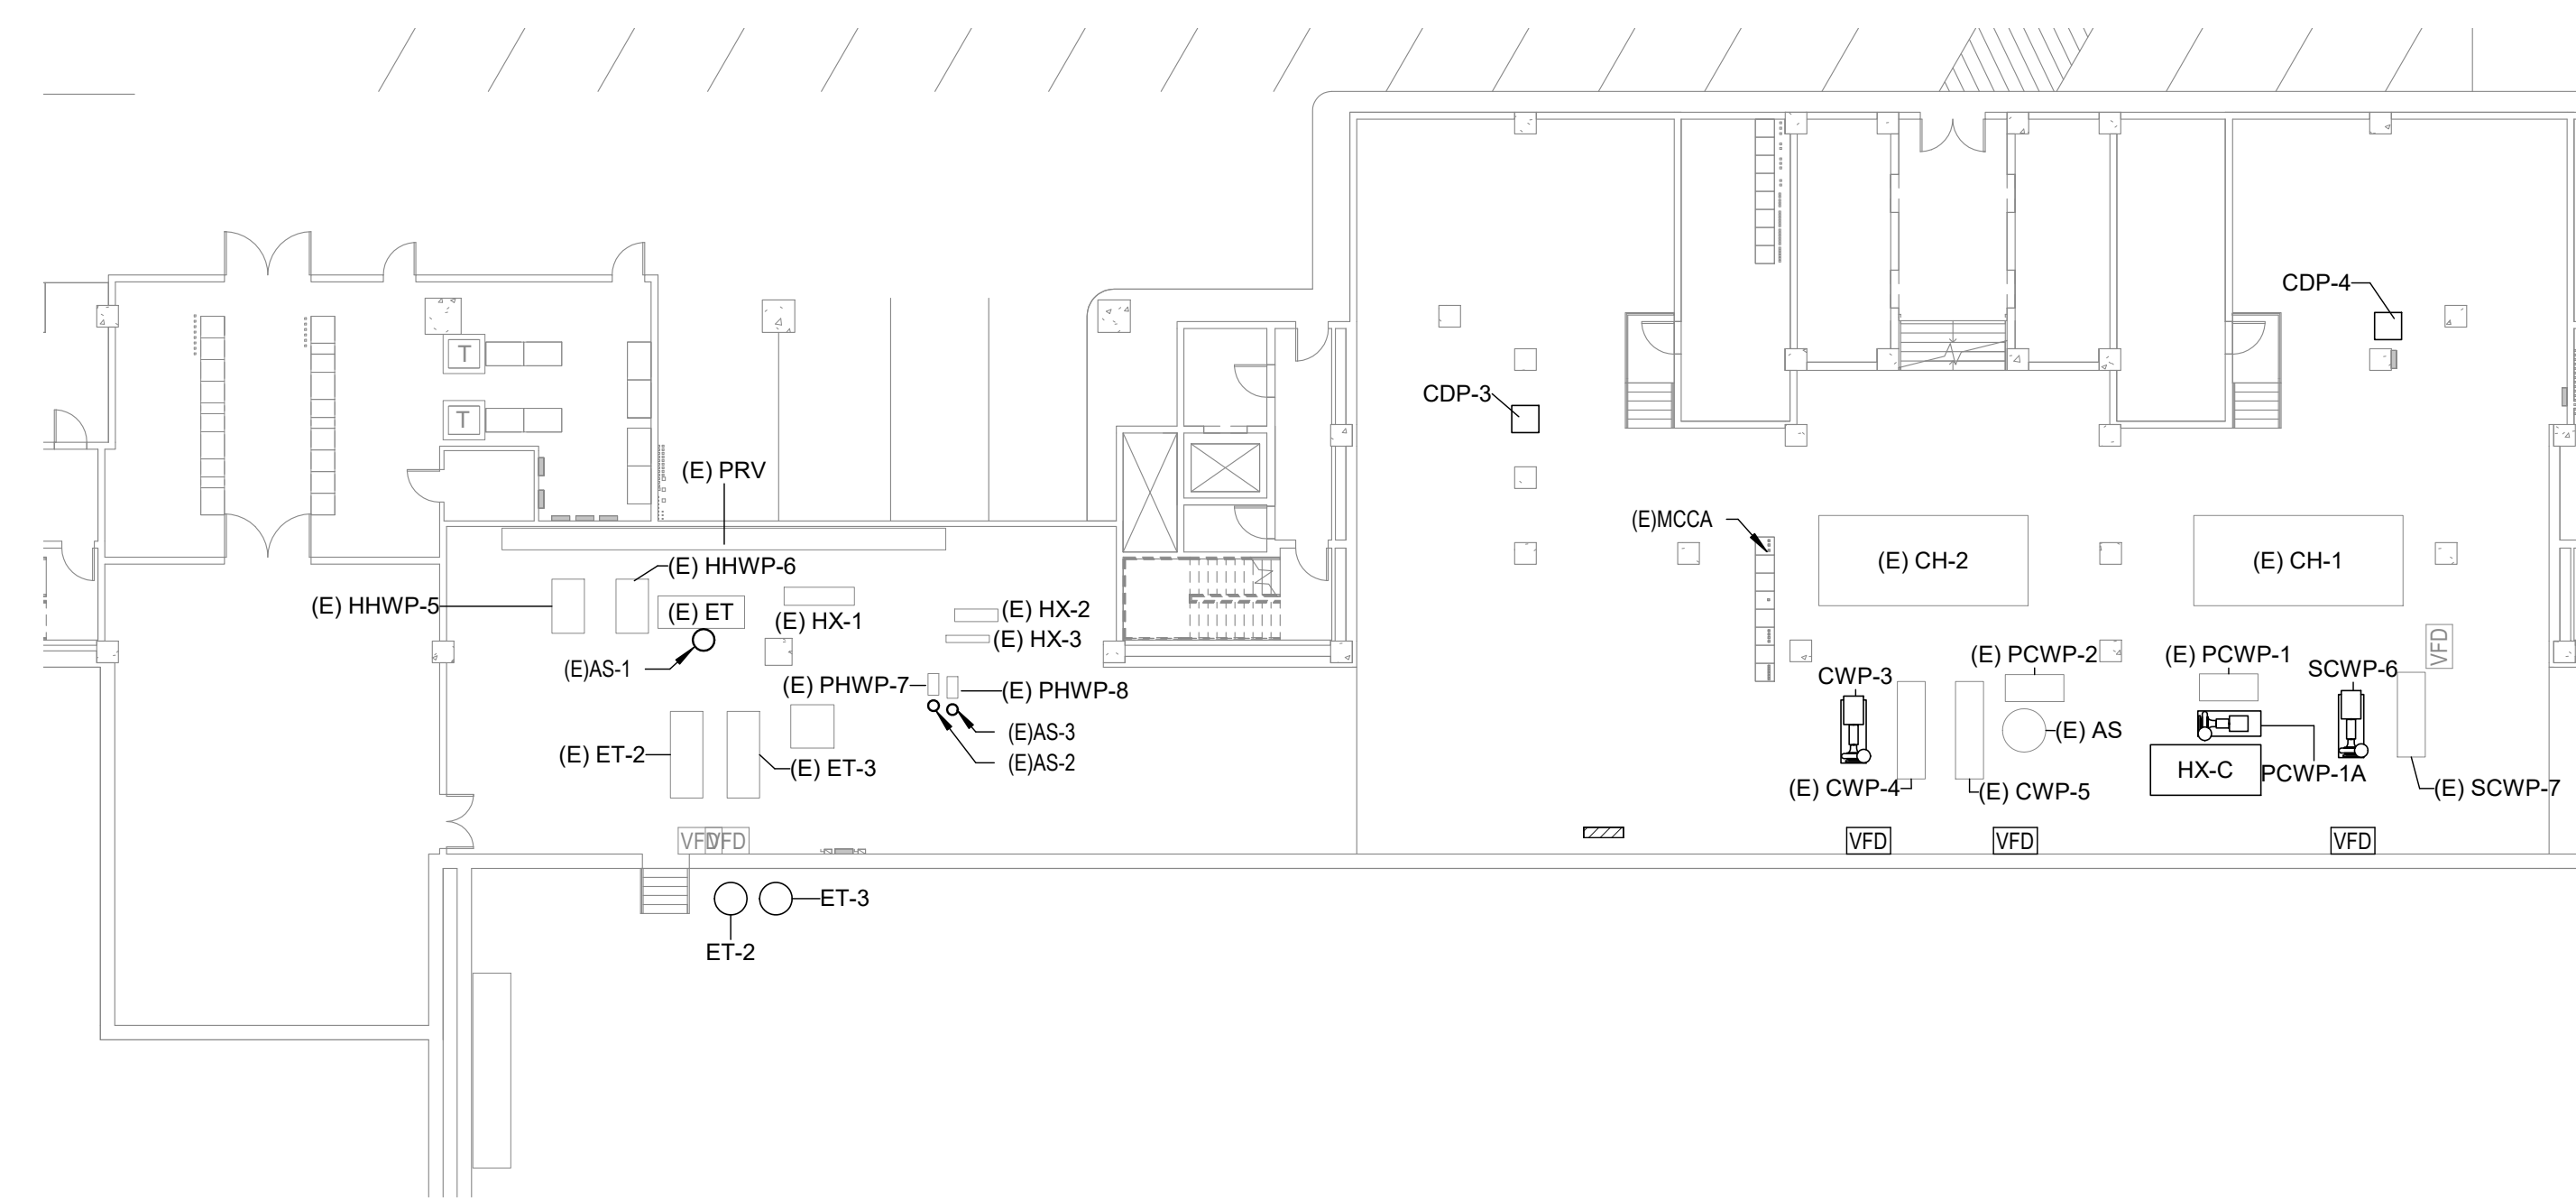 CDP-4
T
CDP-3
T
(E) PRV
(E)MCCA
(E) CH-2
(E) CH-1
(E) HHWP-6
(E) HHWP-5
(E) ET
(E) HX-1
(E) HX-2
(E) HX-3
(E)AS-1
(E) PHWP-7
(E) PHWP-8
(E)AS-3
(E)AS-2
(E) ET-2
(E) ET-3
VFD
(E) PCWP-2
(E) PCWP-1
SCWP-6
CWP-3
(E) AS
HX-C
PCWP-1A
(E) CWP-4
(E) CWP-5
(E) SCWP-7
VFD
VFD
VFD
VFD
VFD
ET-3
ET-2